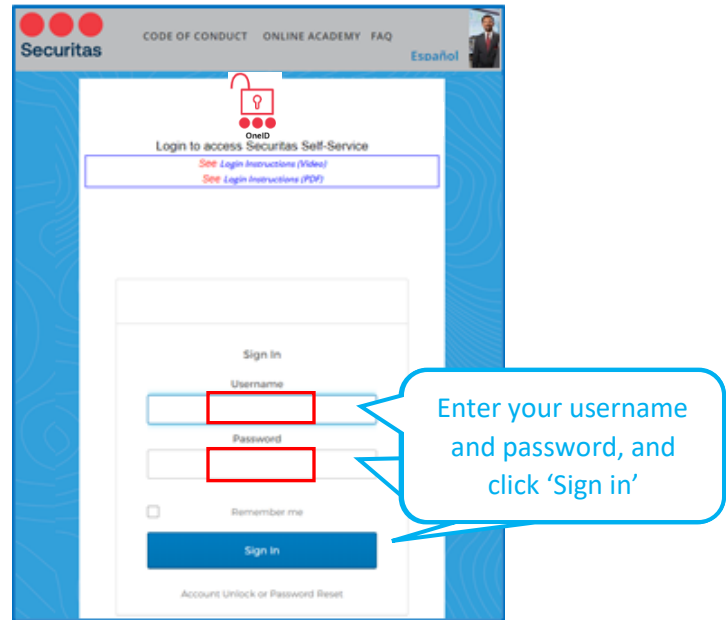 Securitas
CODE OF CONDUCT ONLINE ACADEMY FAQ
Español
OneID
Login to access Securitas Self-Service
See Login Instructions (Video)
See Login Instructions (PDF)
Sign In
Username
Password
Remember me
Sign In
Account Unlock or Password Reset
Enter your username
and password, and
click ‘Sign in’